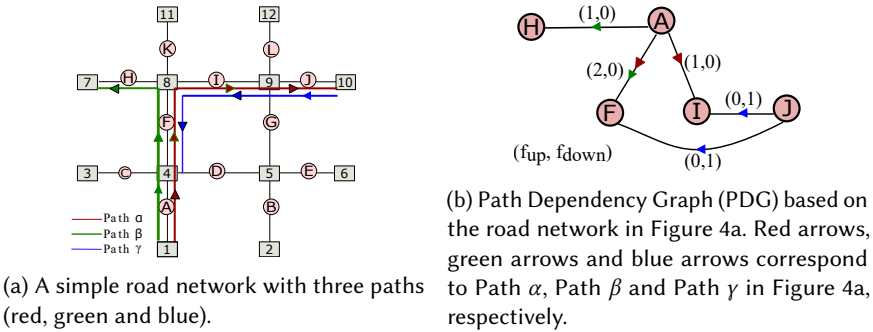 11
12
K
L
H
I
J
7
8
9
10
F
G
3
C
4
D
5
E
6
A
B
Path α
Path β
Path γ
1
2
(a) A simple road network with three paths
(red, green and blue).
(1,0)
H
A
(2,0)
(1,0)
F
I
(0,1)
J
(fup, fdown)
(0,1)
(b) Path Dependency Graph (PDG) based on
the road network in Figure 4a. Red arrows,
green arrows and blue arrows correspond
to Path α, Path β and Path γ in Figure 4a,
respectively.